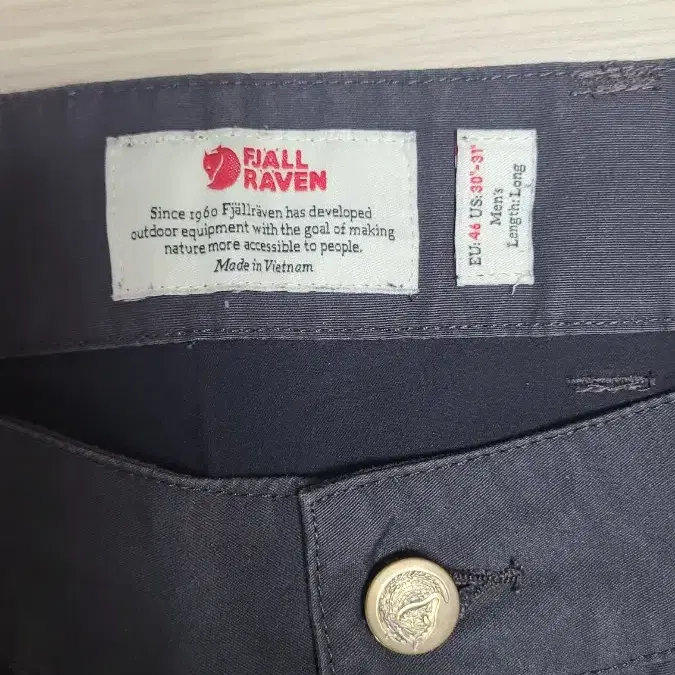 FJÄLL
RÄVEN
Since 1960 Fjällräven has developed
outdoor equipment with the goal of making
nature more accessible to people.
Made in Vietnam
EU: 46 US: 30"-31"
Men's
Length: Long